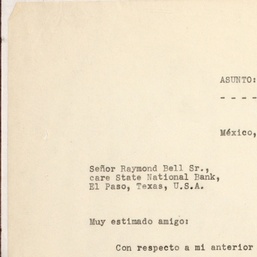 ASUNTO:
- - - -
México,
Señor Raymond Bell Sr.,
care State National Bank,
El Paso, Texas, U.S.A.
Muy estimado amigo:
Con respecto a mi anterior